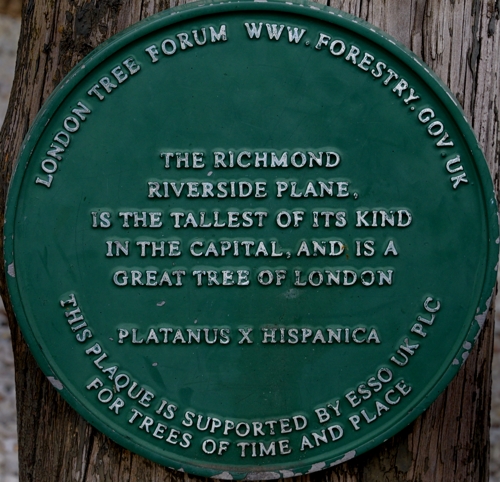 LONDON TREE FORUM WWW.FORESTRY.GOV.UK
THE RICHMOND
RIVERSIDE PLANE,
IS THE TALLEST OF ITS KIND
IN THE CAPITAL, AND IS A
GREAT TREE OF LONDON
PLATANUS X HISPANICA
THIS PLAQUE IS SUPPORTED BY ESSO UK PLC
FOR TREES OF TIME AND PLACE